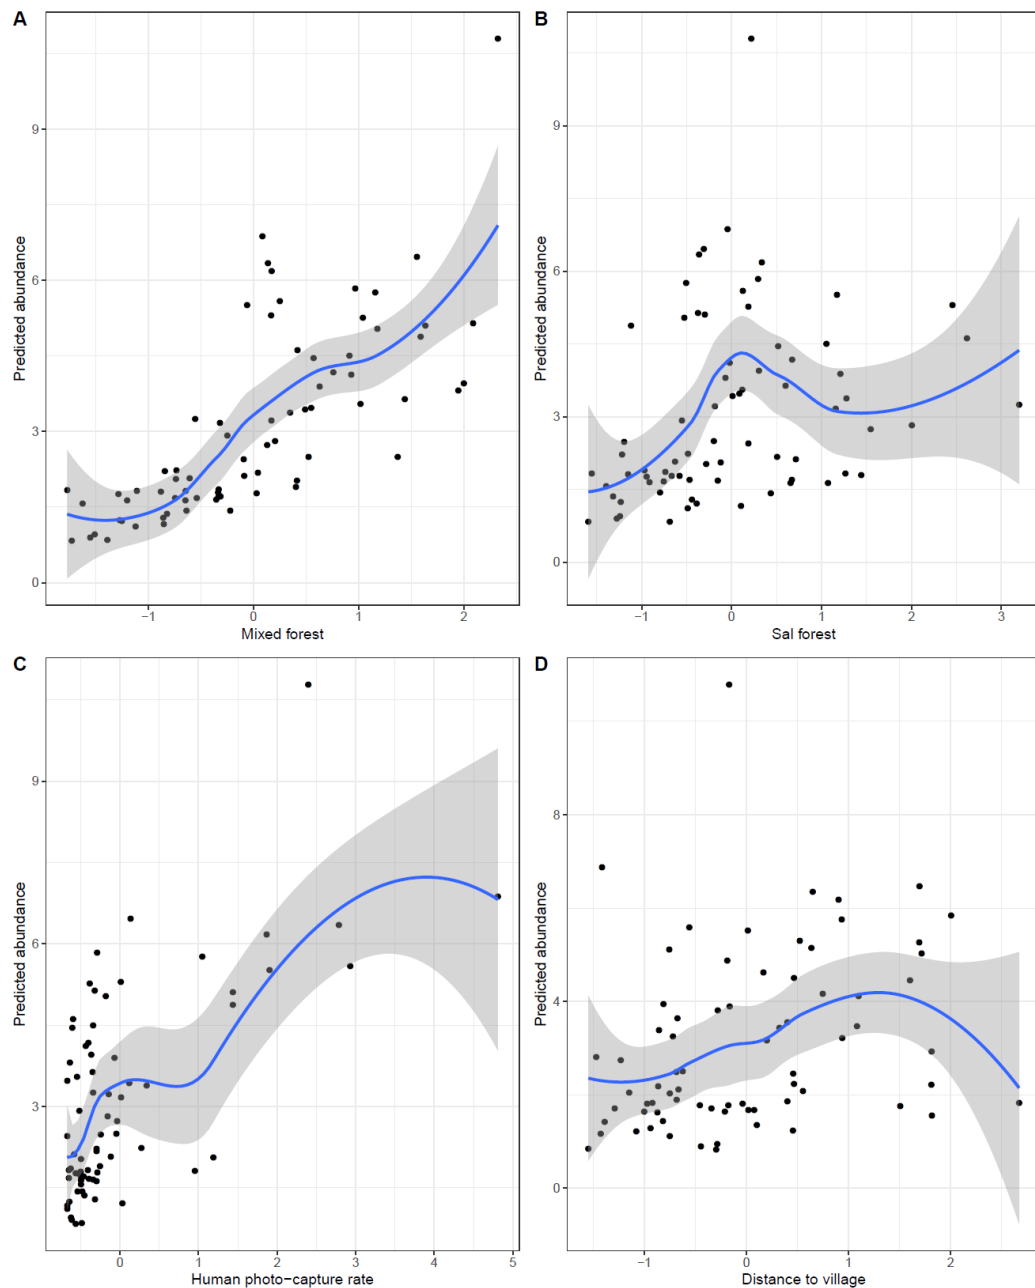 A
B
Predicted abundance
Predicted abundance
9
6
3
0
9
6
3
0
−1
0
1
2
−1
0
1
2
3
Mixed forest
Sal forest
C
D
Predicted abundance
Predicted abundance
9
6
3
8
4
0
0
1
2
3
4
5
−1
0
1
2
Human photo−capture rate
Distance to village